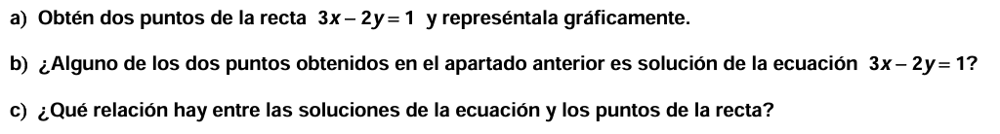 a) Obtén dos puntos de la recta 3x – 2y = 1 y represéntala gráficamente.
b) ¿Alguno de los dos puntos obtenidos en el apartado anterior es solución de la ecuación 3x – 2y = 1?
c) ¿Qué relación hay entre las soluciones de la ecuación y los puntos de la recta?